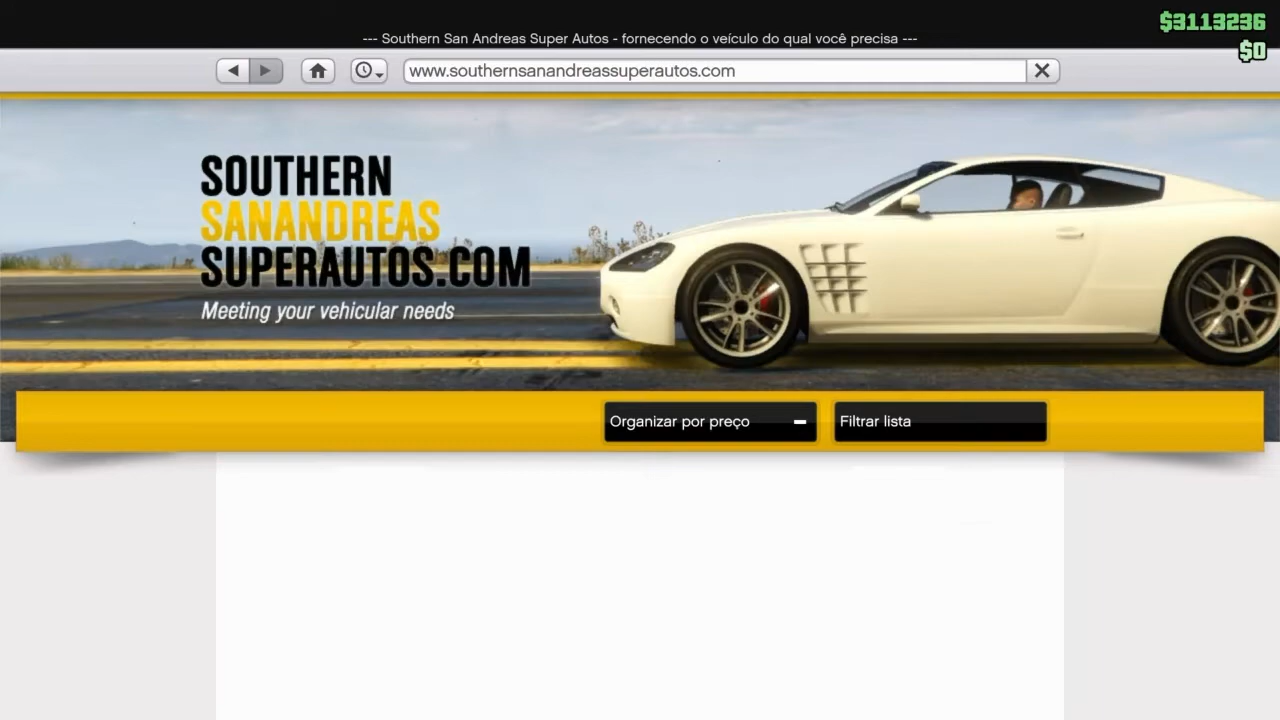 $3113236
--- Southern San Andreas Super Autos - fornecendo o veículo do qual você precisa ---
$0
www.southernsanandreassuperautos.com
SOUTHERN
SANANDREAS
SUPERAUTOS.COM
Meeting your vehicular needs
Organizar por preço
Filtrar lista